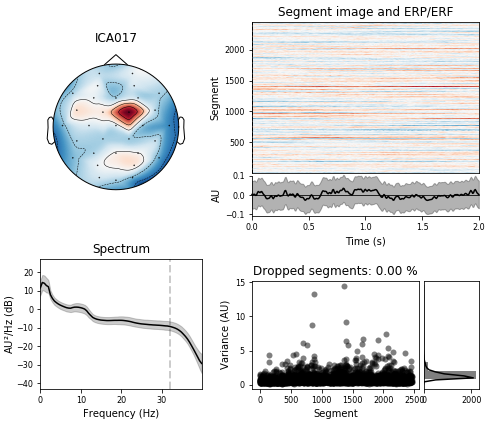 ICA017
Segment image and ERP/ERF
Segment
2000
1500
1000
500
AU
0.1
0.0
−0.1
0.0 0.5 1.0 1.5 2.0
Time (s)
Spectrum
AU²/Hz (dB)
20
10
0
−10
−20
−30
−40
0 10 20 30
Frequency (Hz)
Dropped segments: 0.00 %
Variance (AU)
15
10
5
0
0 500 1000 1500 2000 2500
Segment
0 2000